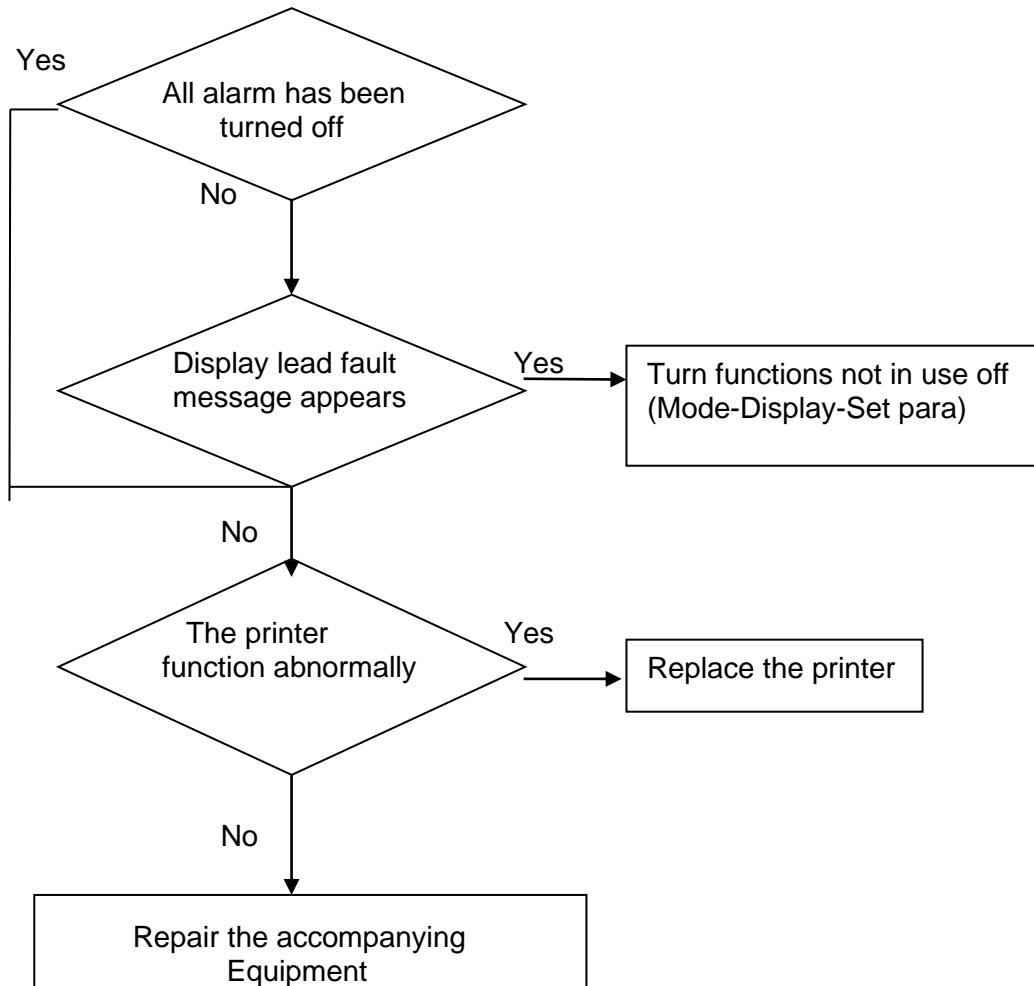 Yes
All alarm has been
turned off
No
Display lead fault
message appears
Yes
Turn functions not in use off
(Mode-Display-Set para)
No
The printer
function abnormally
Yes
Replace the printer
No
Repair the accompanying
Equipment